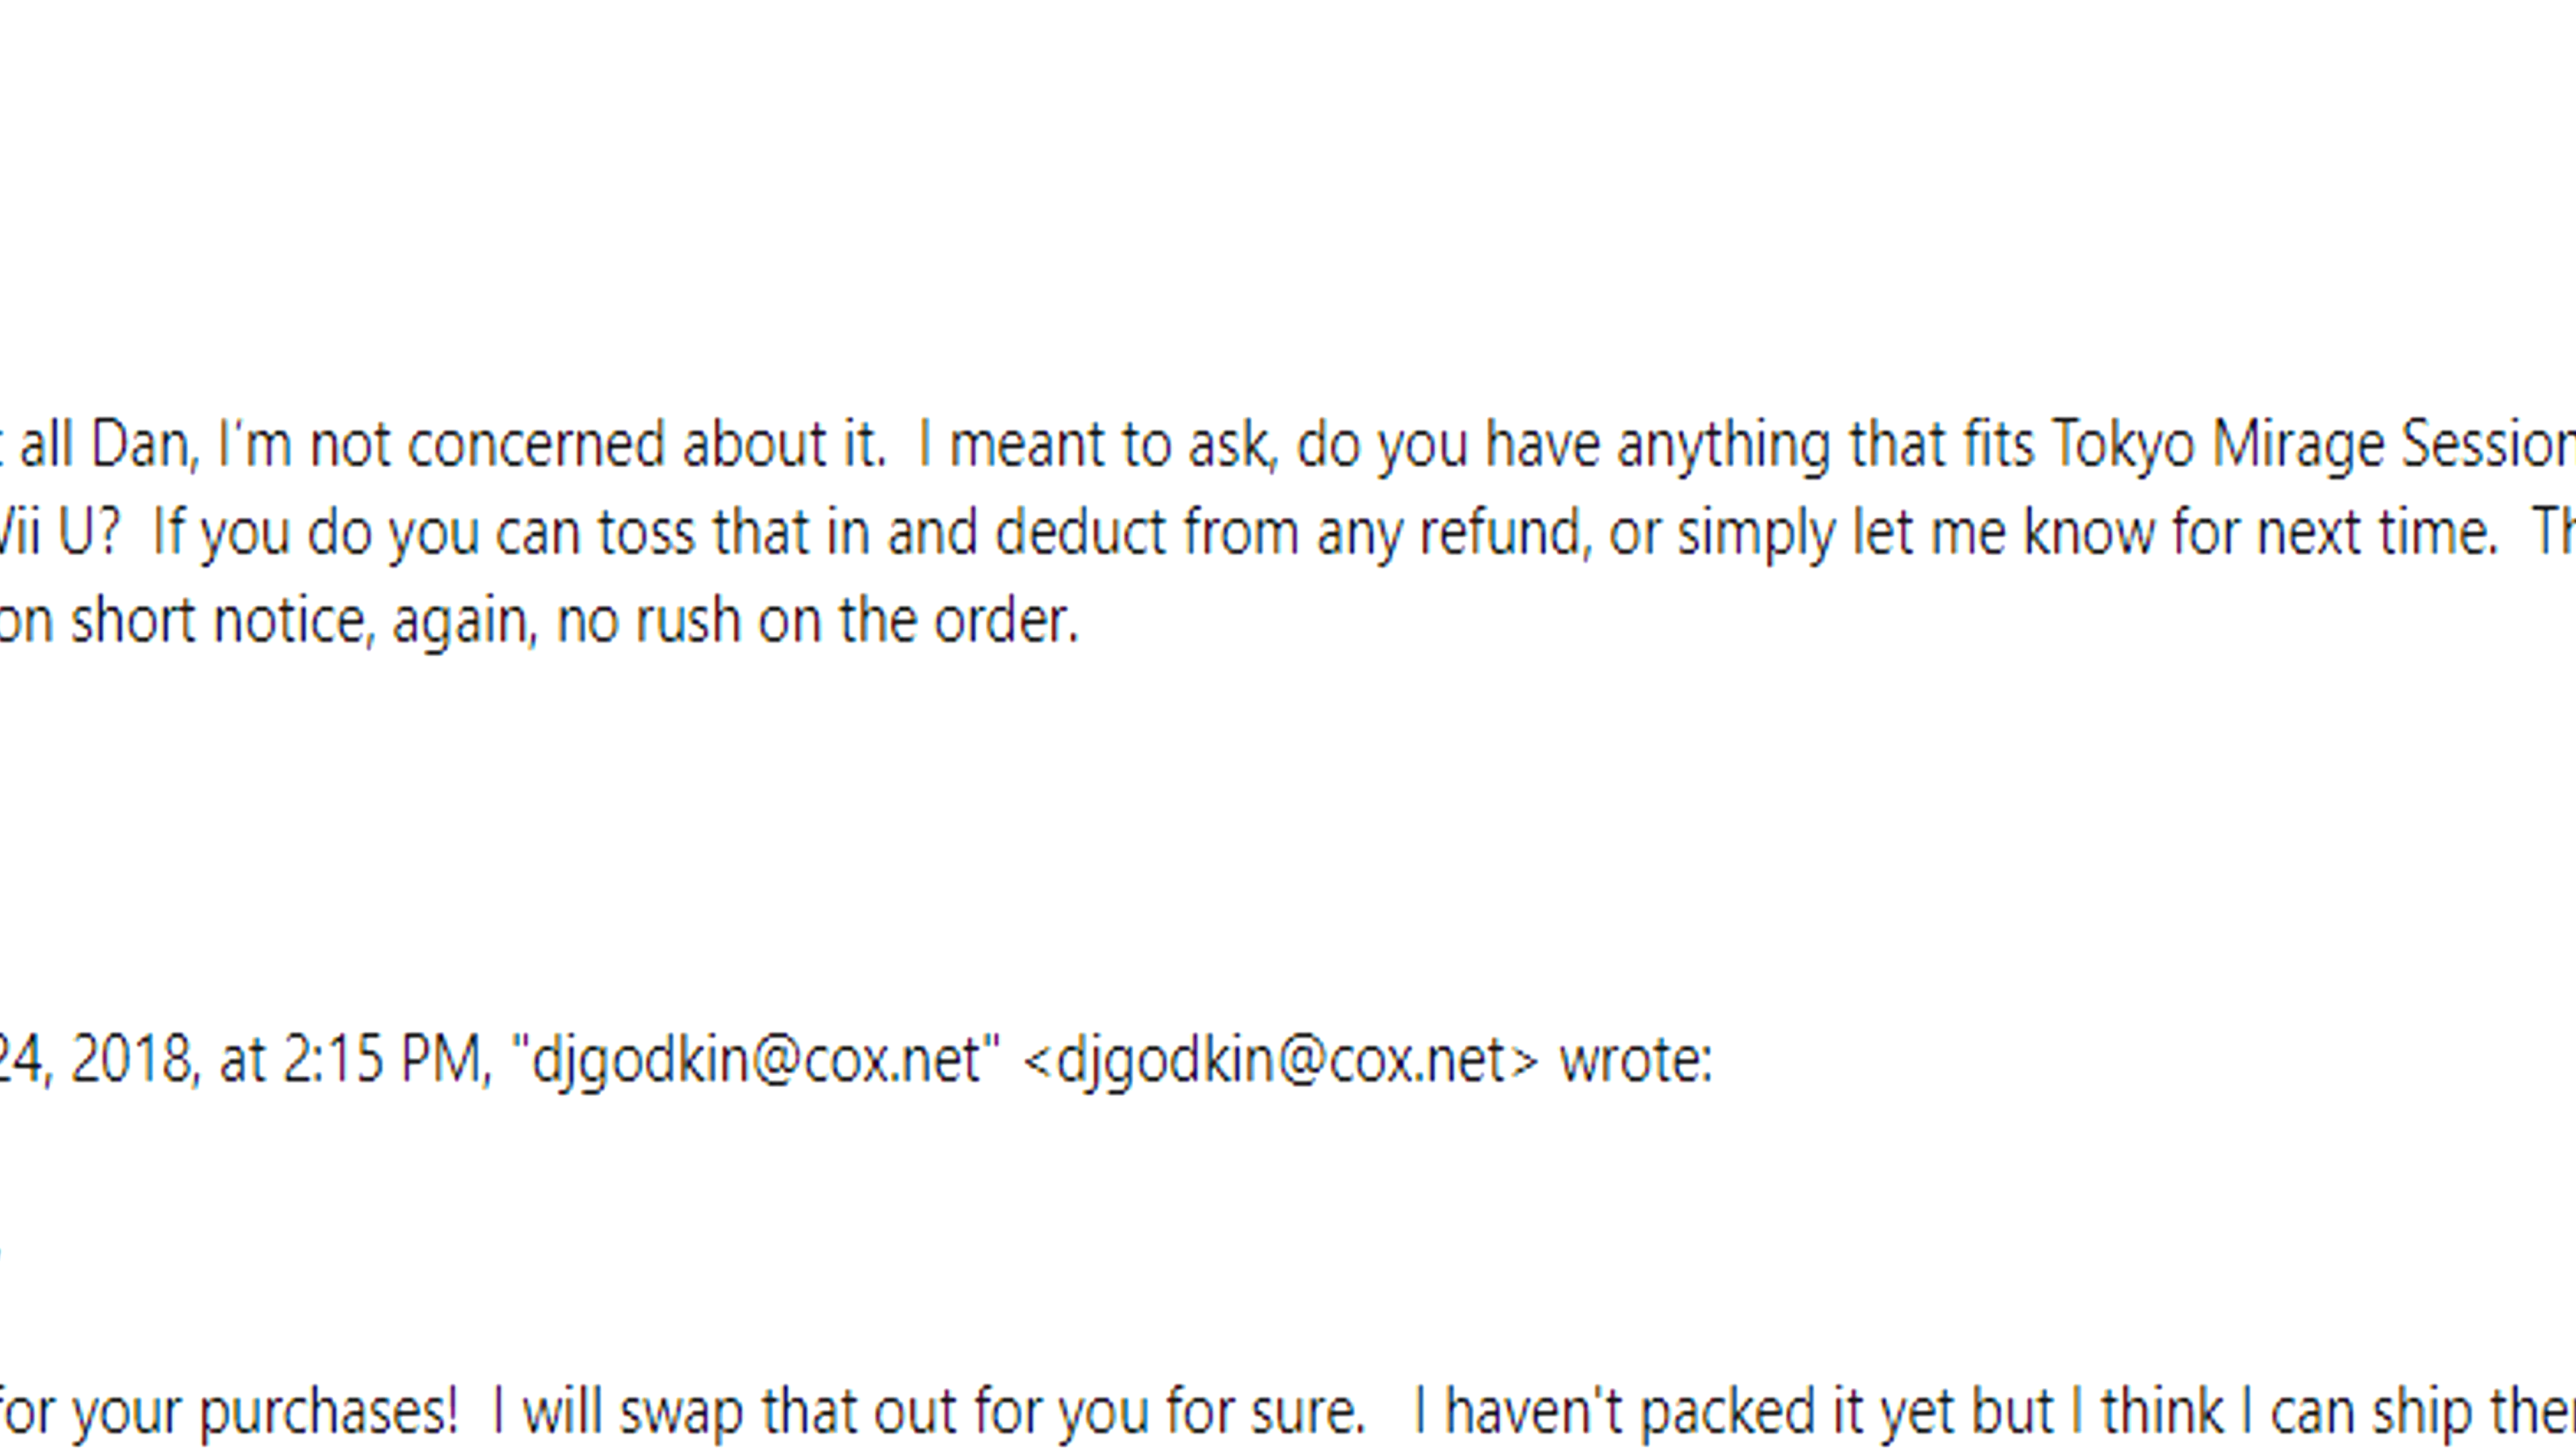 all Dan, I'm not concerned about it.  I meant to ask, do you have anything that fits Tokyo Mirage Session
Wii U?  If you do you can toss that in and deduct from any refund, or simply let me know for next time.
on short notice, again, no rush on the order.
24, 2018, at 2:15 PM, "djgodkin@cox.net" <djgodkin@cox.net> wrote:
for your purchases!  I will swap that out for you for sure.   I haven't packed it yet but I think I can ship